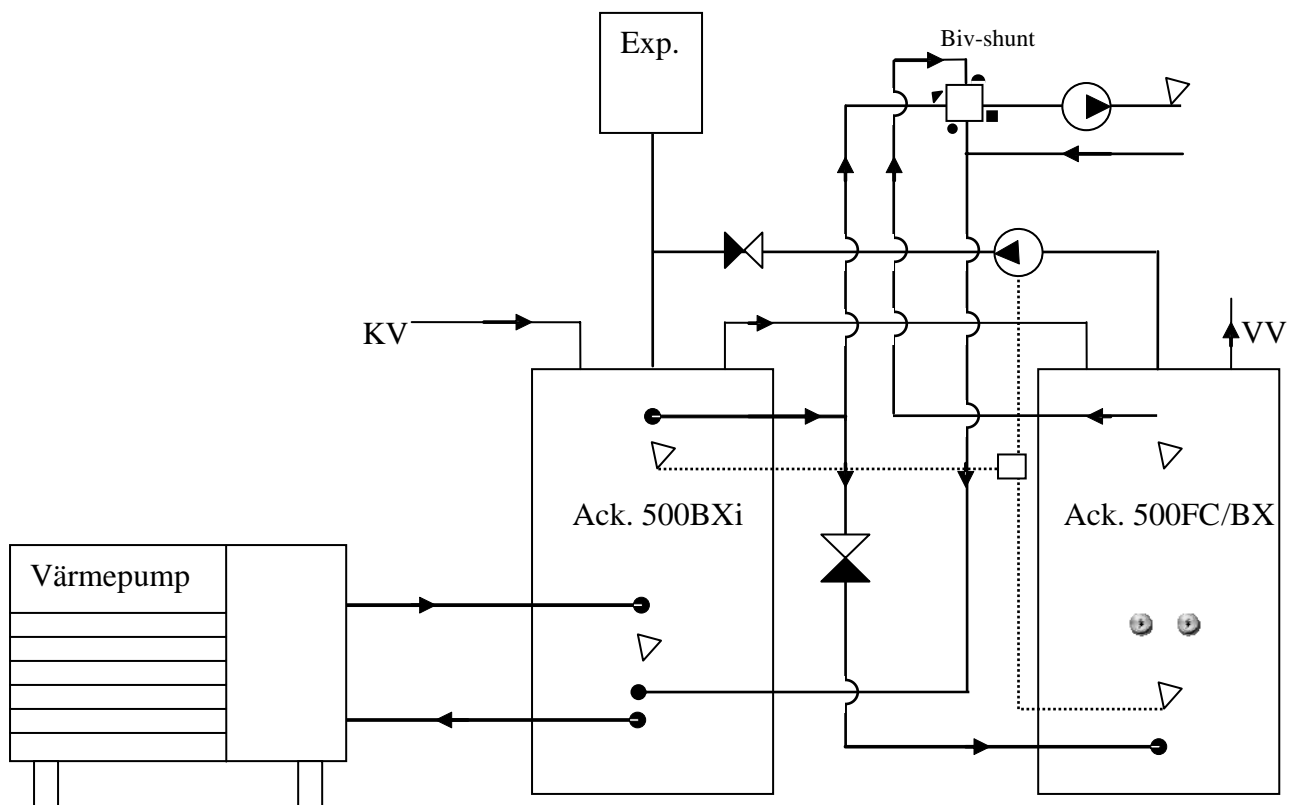 Exp.
Biv-shunt
KV
VV
Ack. 500BXi
Ack. 500FC/BX
Värmepump